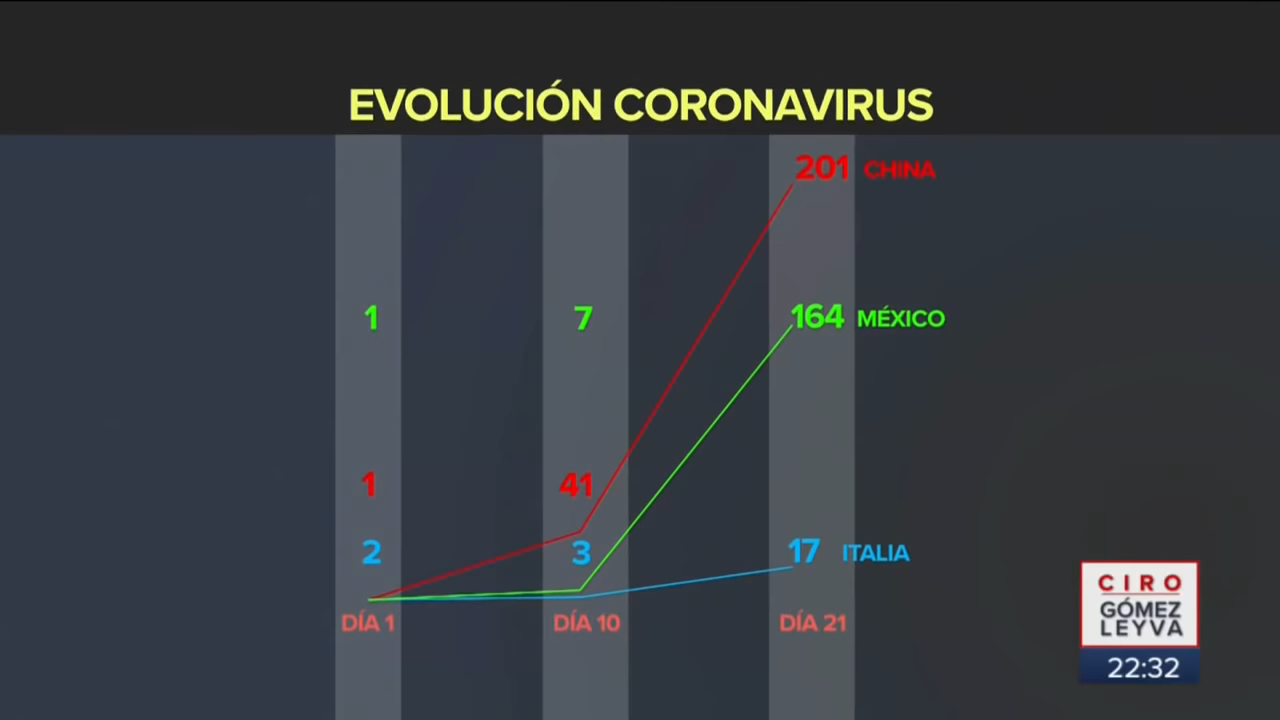 EVOLUCIÓN CORONAVIRUS
201 CHINA
1 7 164 MÉXICO
1 41
2 3 17 ITALIA
DÍA 1 DÍA 10 DÍA 21
CIRO
GÓMEZ
LEYVA
22:32